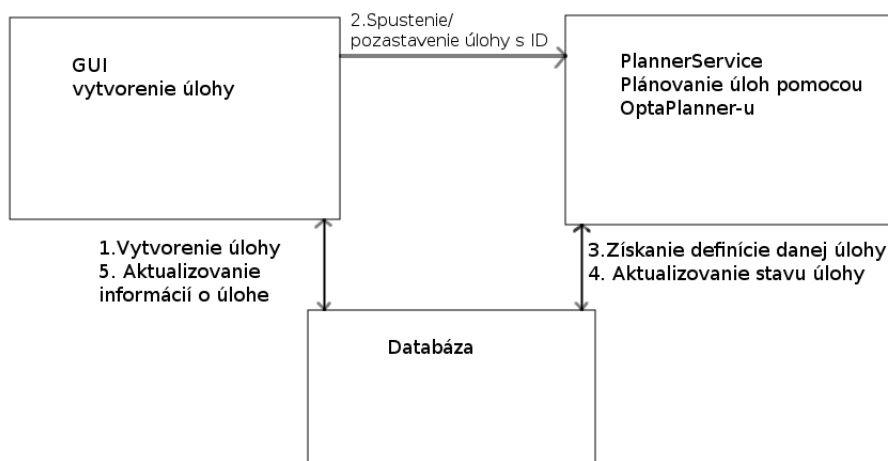 GUI
vytvorenie úlohy
2.Spustenie/
pozastavenie úlohy s ID
PlannerService
Plánovanie úloh pomocou
OptaPlanner-u
1.Vytvorenie úlohy
5. Aktualizovanie
informácií o úlohe
3.Získanie definície danej úlohy
4. Aktualizovanie stavu úlohy
Databáza